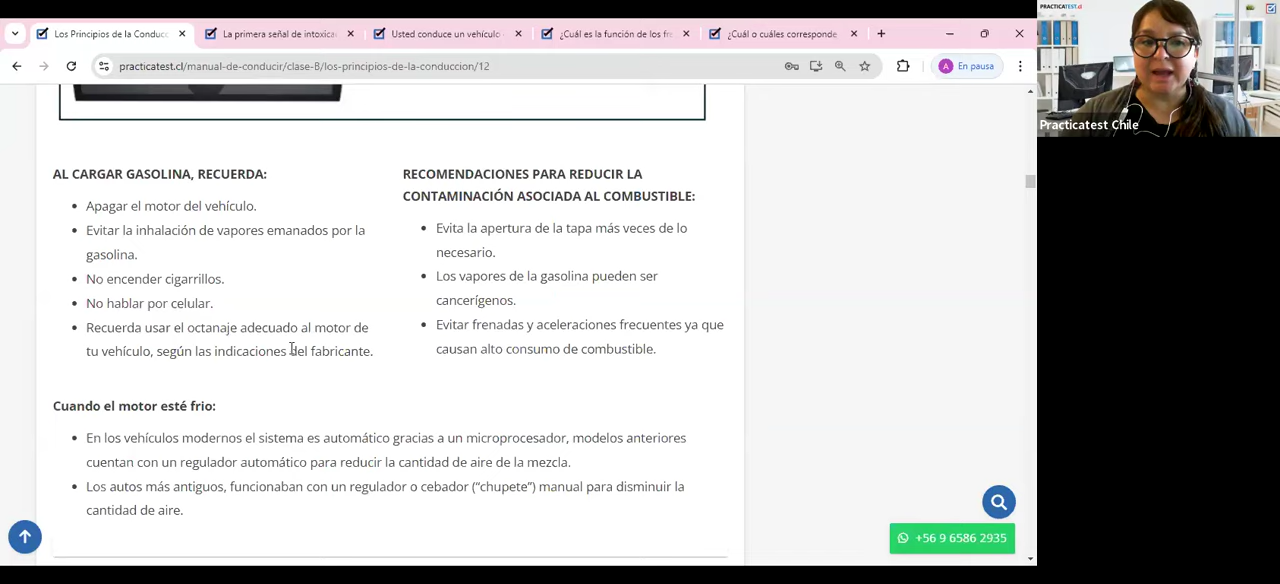 Los Principios de la Conducc
La primera señal de intoxica
Usted conduce un vehículo
¿Cuál es la función de los fre
¿Cuál o cuáles corresponde
practicatest.cl/manual-de-conducir/clase-B/los-principios-de-la-conduccion/12
A
En pausa
PRACTICATEST.cl
Practicatest Chile
AL CARGAR GASOLINA, RECUERDA:
Apagar el motor del vehículo.
Evitar la inhalación de vapores emanados por la
gasolina.
No encender cigarrillos.
No hablar por celular.
Recuerda usar el octanaje adecuado al motor de
tu vehículo, según las indicaciones del fabricante.
RECOMENDACIONES PARA REDUCIR LA
CONTAMINACIÓN ASOCIADA AL COMBUSTIBLE:
Evita la apertura de la tapa más veces de lo
necesario.
Los vapores de la gasolina pueden ser
cancerígenos.
Evitar frenadas y aceleraciones frecuentes ya que
causan alto consumo de combustible.
Cuando el motor esté frio:
En los vehículos modernos el sistema es automático gracias a un microprocesador, modelos anteriores
cuentan con un regulador automático para reducir la cantidad de aire de la mezcla.
Los autos más antiguos, funcionaban con un regulador o cebador (“chupete”) manual para disminuir la
cantidad de aire.
+56 9 6586 2935